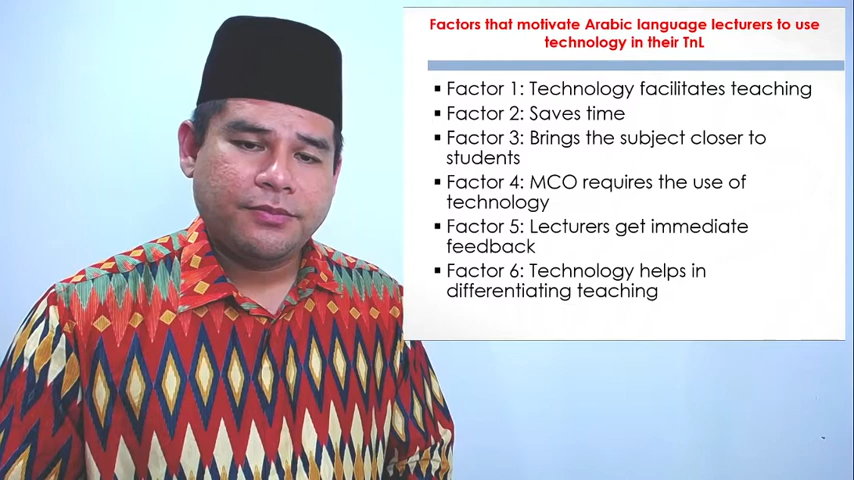 Factors that motivate Arabic language lecturers to use
technology in their TnL
▪ Factor 1: Technology facilitates teaching
▪ Factor 2: Saves time
▪ Factor 3: Brings the subject closer to
students
▪ Factor 4: MCO requires the use of
technology
▪ Factor 5: Lecturers get immediate
feedback
▪ Factor 6: Technology helps in
differentiating teaching